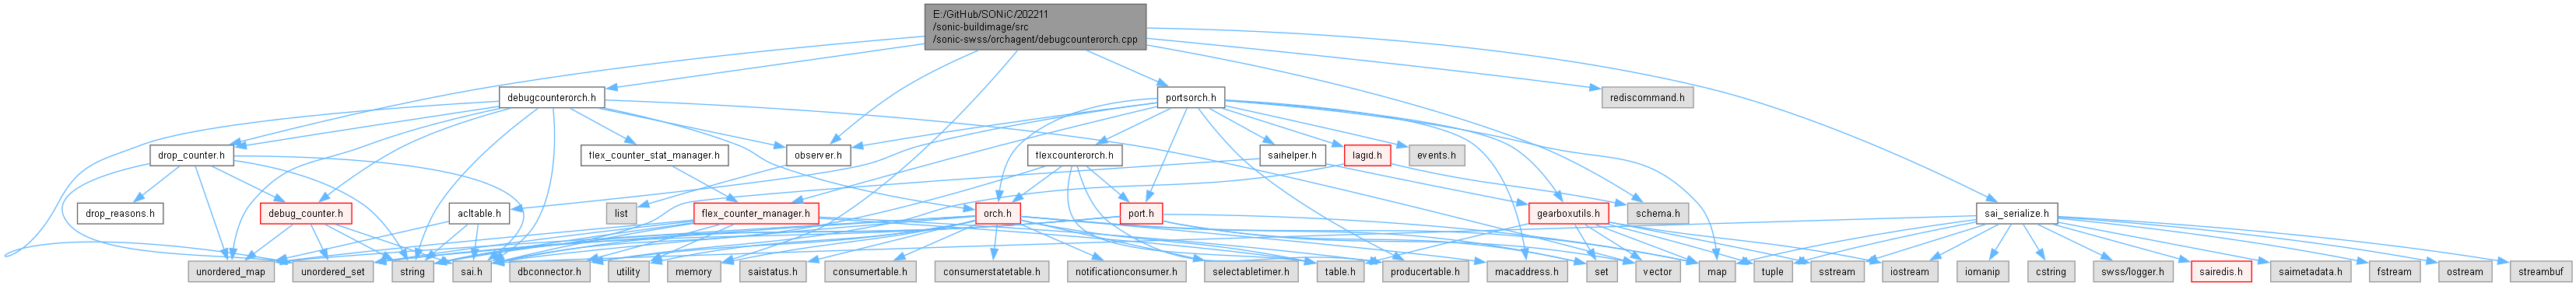 E:/GitHub/SONiC/202211
/sonic-buildimage/src
/sonic-swss/orchagent/debugcounterorch.cpp
debugcounterorch.h
portsorch.h
rediscommand.h
drop_counter.h
flex_counter_stat_manager.h
observer.h
flexcounterorch.h
saihelper.h
lagid.h
events.h
drop_reasons.h
debug_counter.h
acltable.h
list
flex_counter_manager.h
orch.h
port.h
gearboxutils.h
schema.h
sai_serialize.h
unordered_map
unordered_set
string
sai.h
dbconnector.h
utility
memory
saistatus.h
consumertable.h
consumerstatetable.h
notificationconsumer.h
selectabletimer.h
table.h
producertable.h
macaddress.h
set
vector
map
tuple
sstream
iostream
iomanip
cstring
swss/logger.h
sairedis.h
saimetadata.h
fstream
ostream
streambuf